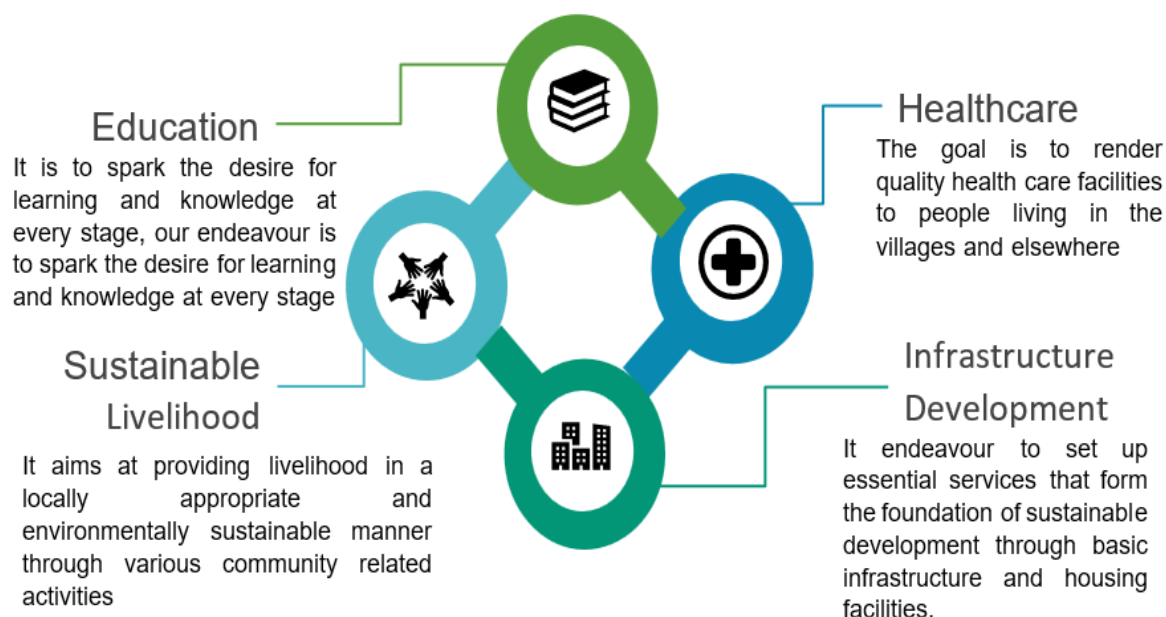 Education
It is to spark the desire for
learning and knowledge at
every stage, our endeavour is
to spark the desire for learning
and knowledge at every stage
Healthcare
The goal is to render
quality health care facilities
to people living in the
villages and elsewhere
Sustainable
Livelihood
It aims at providing livelihood in a
locally appropriate and
environmentally sustainable manner
through various community related
activities
Infrastructure
Development
It endeavour to set up
essential services that form
the foundation of sustainable
development through basic
infrastructure and housing
facilities.